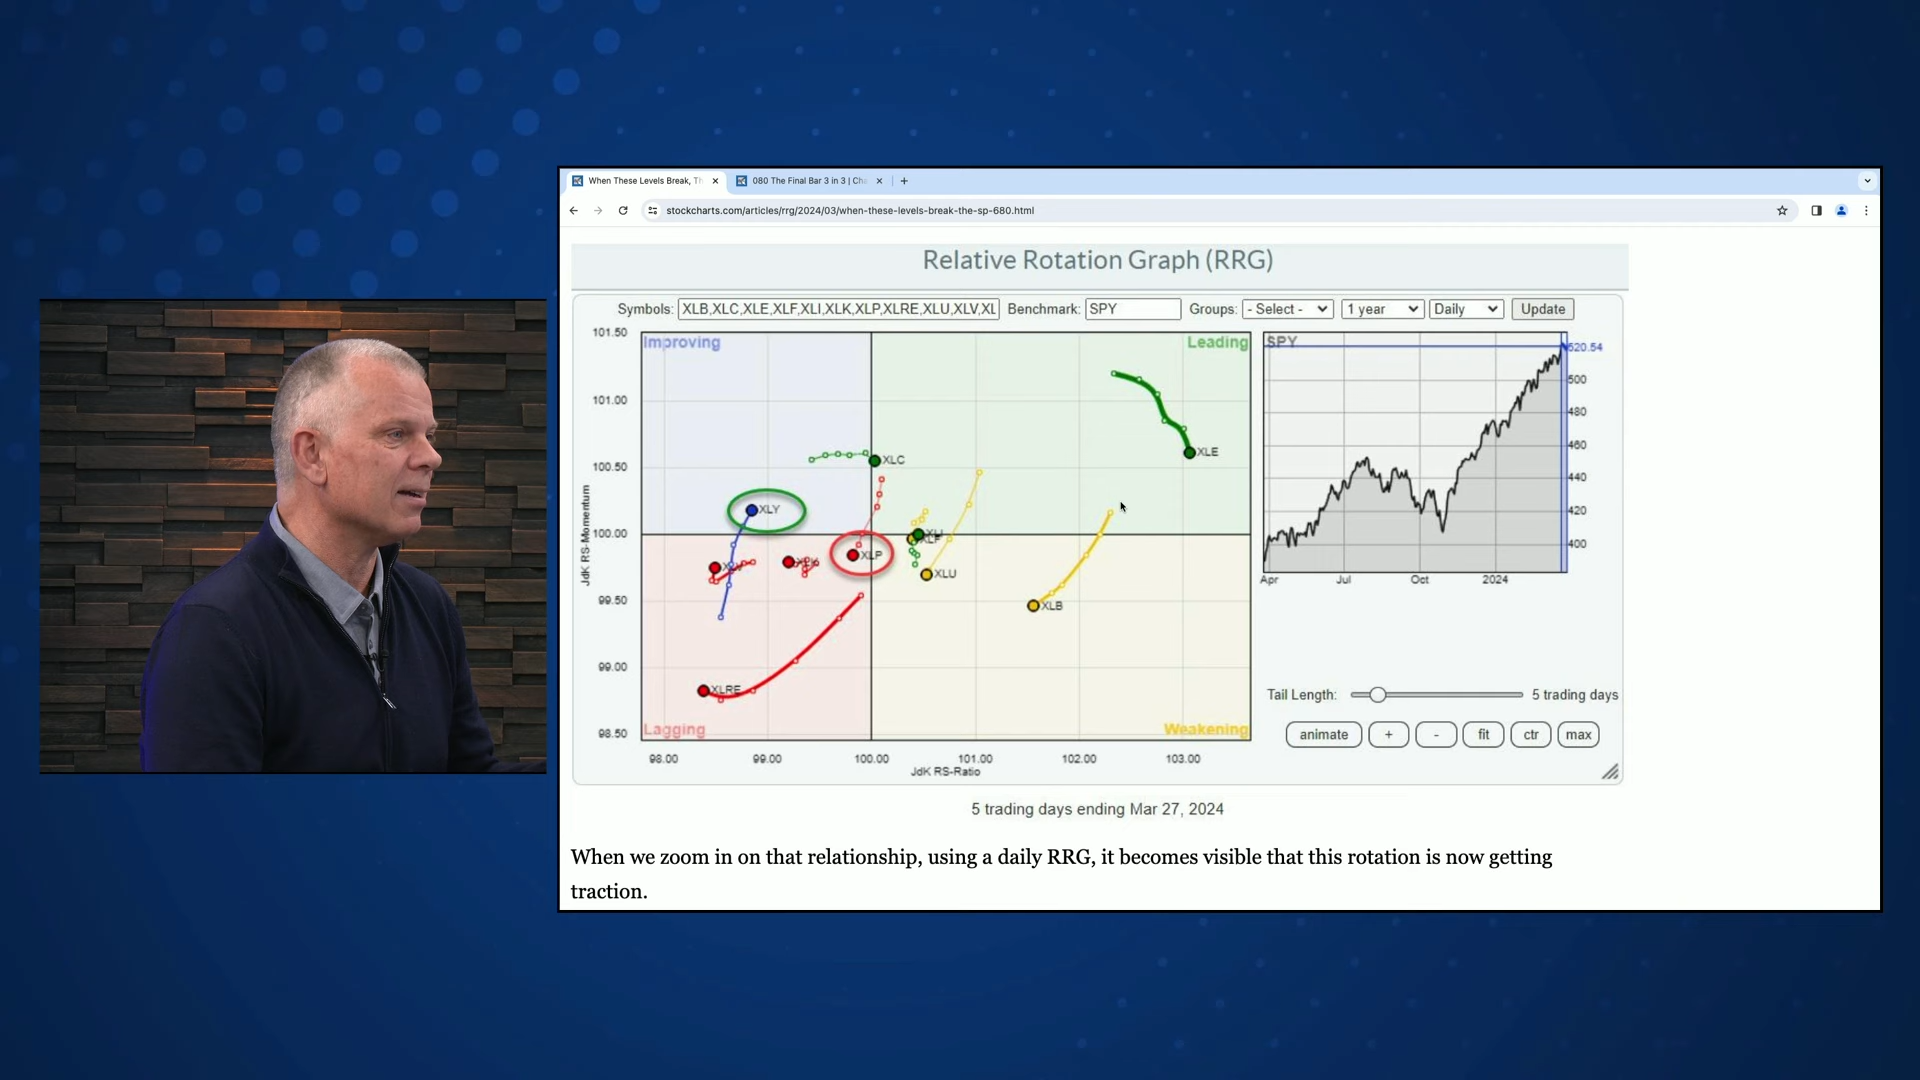 When These Levels Break, Th
080 The Final Bar 3 in 3 | Cha
stockcharts.com/articles/rrg/2024/03/when-these-levels-break-the-sp-680.html
Relative Rotation Graph (RRG)
Symbols: XLB,XLC,XLE,XLF,XLI,XLK,XLP,XLRE,XLU,XLV,XL Benchmark: SPY Groups: - Select - 1 year Daily Update
101.50
101.00
100.50
100.00
99.50
99.00
98.50
JdK RS-Momentum
Improving
Leading
XLE
XLC
XLY
XLP
XLU
XLB
XLRE
Lagging
Weakening
98.00 99.00 100.00 101.00 102.00 103.00
JdK RS-Ratio
SPY
520.54
500
480
460
440
420
400
Apr Jul Oct 2024
Tail Length: 5 trading days
animate + - fit ctr max
5 trading days ending Mar 27, 2024
When we zoom in on that relationship, using a daily RRG, it becomes visible that this rotation is now getting
traction.